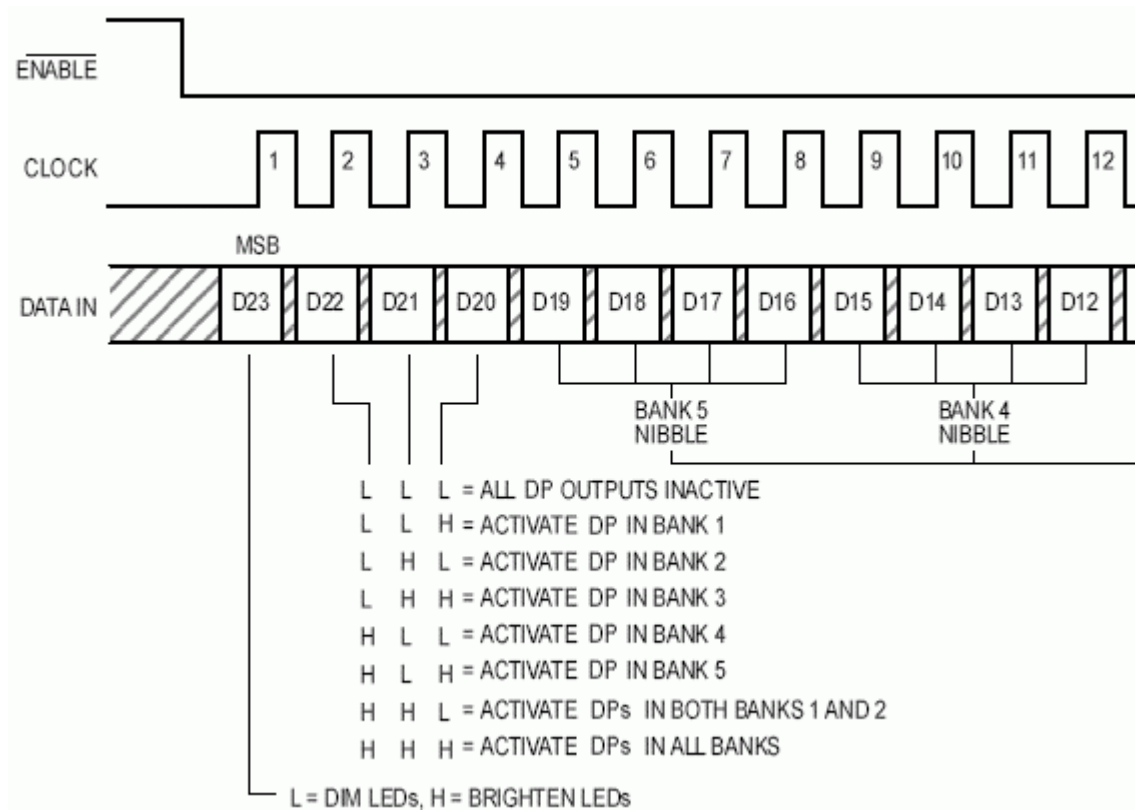 ENABLE
CLOCK
1 2 3 4 5 6 7 8 9 10 11 12
MSB
DATA IN
D23 D22 D21 D20 D19 D18 D17 D16 D15 D14 D13 D12
BANK 5
NIBBLE
BANK 4
NIBBLE
L L L = ALL DP OUTPUTS INACTIVE
L L H = ACTIVATE DP IN BANK 1
L H L = ACTIVATE DP IN BANK 2
L H H = ACTIVATE DP IN BANK 3
H L L = ACTIVATE DP IN BANK 4
H L H = ACTIVATE DP IN BANK 5
H H L = ACTIVATE DPs IN BOTH BANKS 1 AND 2
H H H = ACTIVATE DPs IN ALL BANKS
L = DIM LEDs, H = BRIGHTEN LEDs